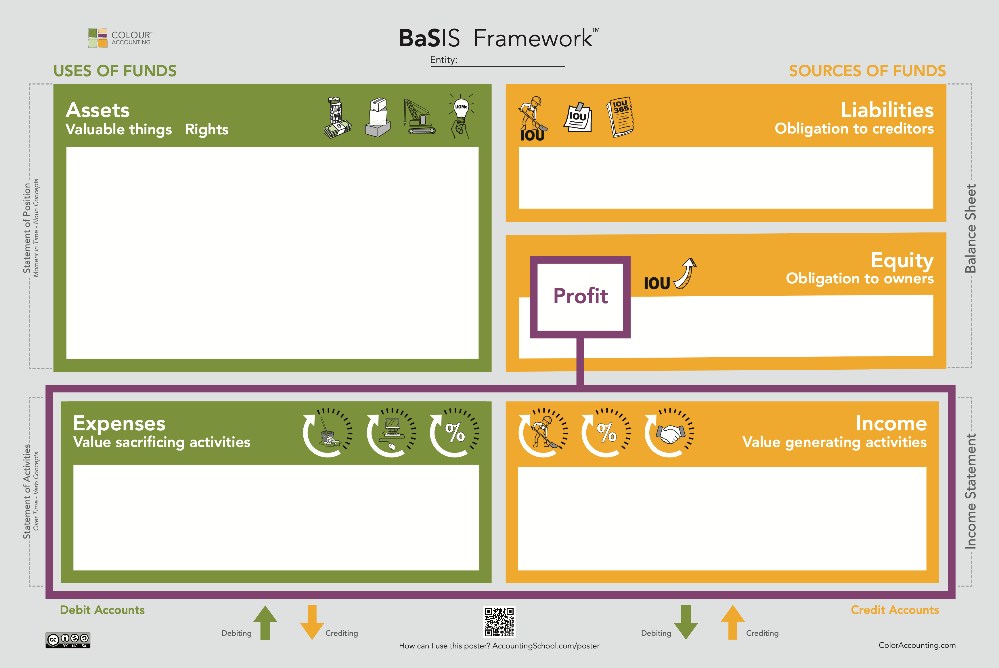 COLOUR™
ACCOUNTING
BaSIS Framework™
Entity:
USES OF FUNDS
SOURCES OF FUNDS
Assets
Valuable things Rights
$
$
UOMe
IOU
IOU
IOU
365
Liabilities
Obligation to creditors
Statement of Position
Moment in Time - Noun Concepts
Balance Sheet
Profit
IOU
Equity
Obligation to owners
Expenses
Value sacrificing activities
%
%
Income
Value generating activities
Statement of Activities
Over Time - Verb Concepts
Income Statement
Debit Accounts
Debiting
Crediting
Debiting
Crediting
Credit Accounts
cc
BY NC SA
How can I use this poster? AccountingSchool.com/poster
ColorAccounting.com